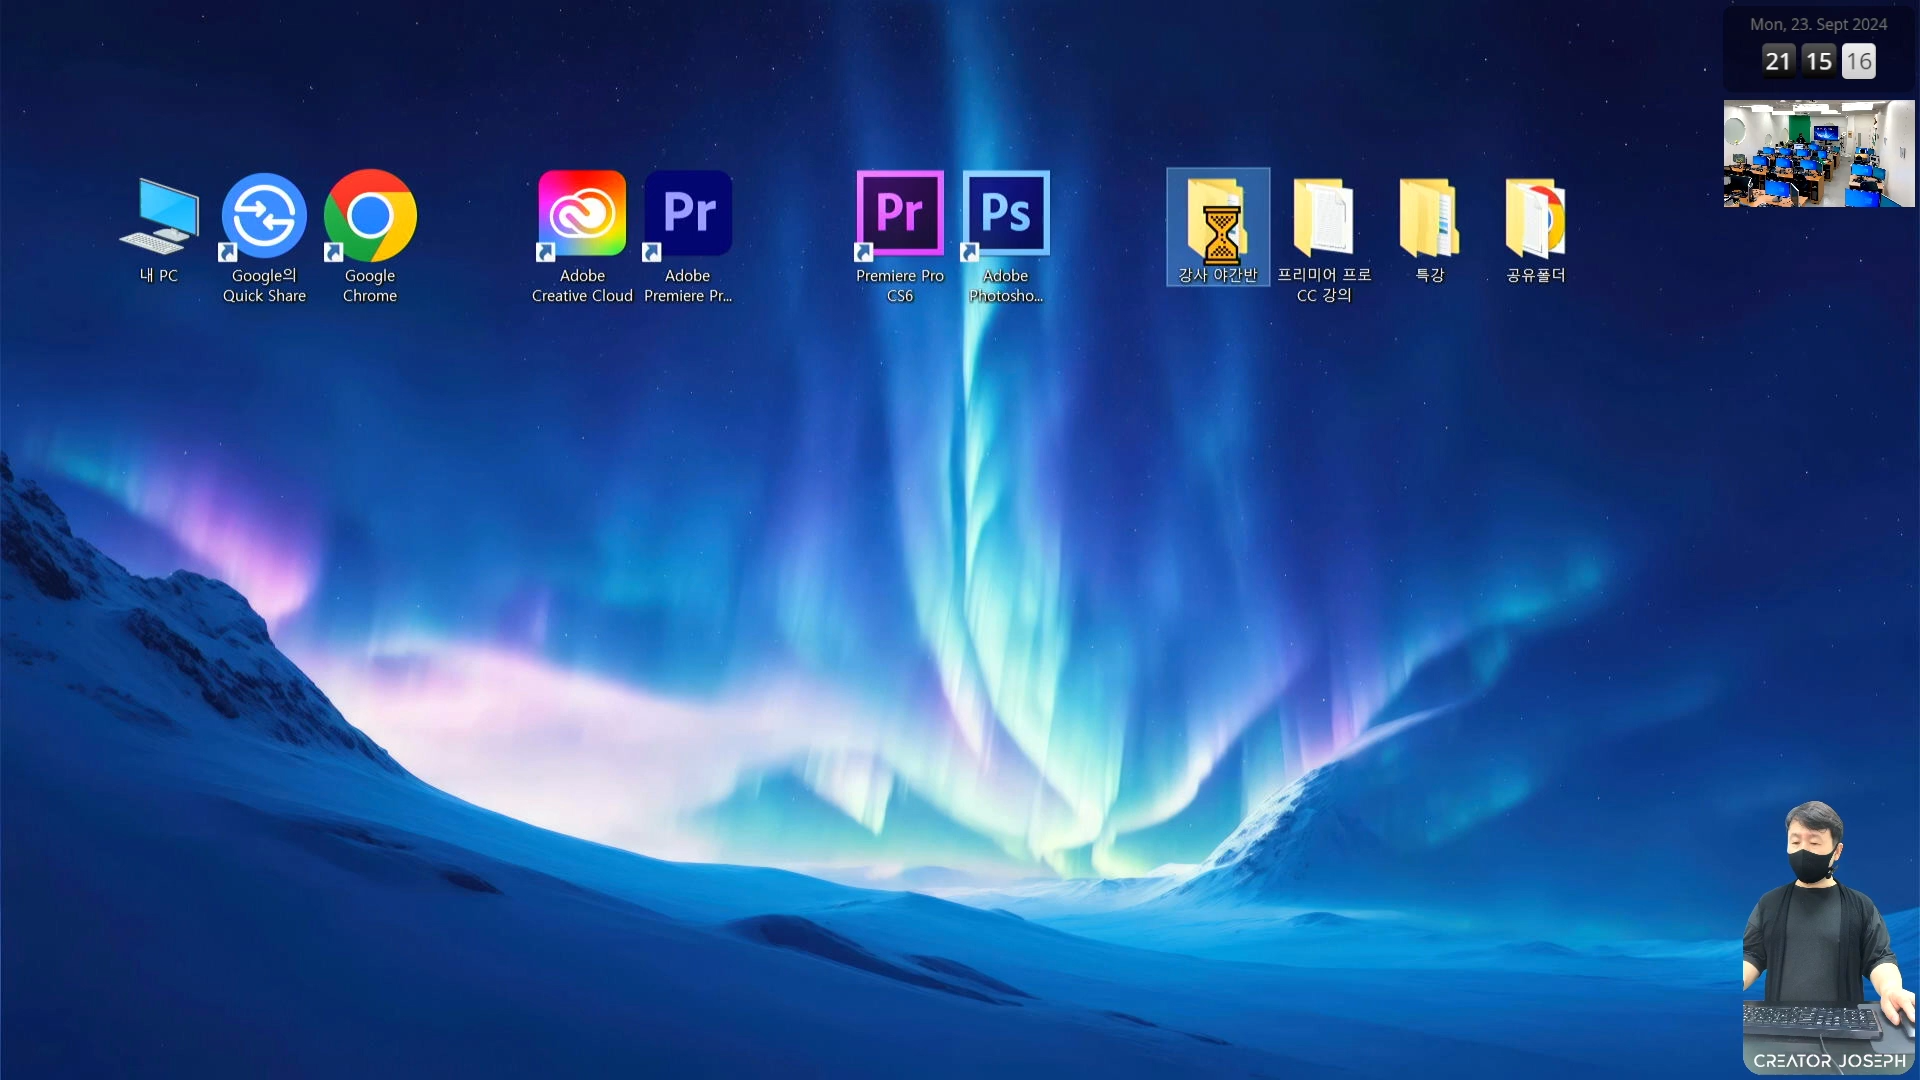 Mon, 23. Sept 2024
21 15 16
내 PC
Google의
Quick Share
Google
Chrome
Adobe
Creative Cloud
Pr
Adobe
Premiere Pr...
Pr
Premiere Pro
CS6
Ps
Adobe
Photosho...
강사 야간반
프리미어 프로
CC 강의
특강
공유폴더
CREATOR JOSEPH